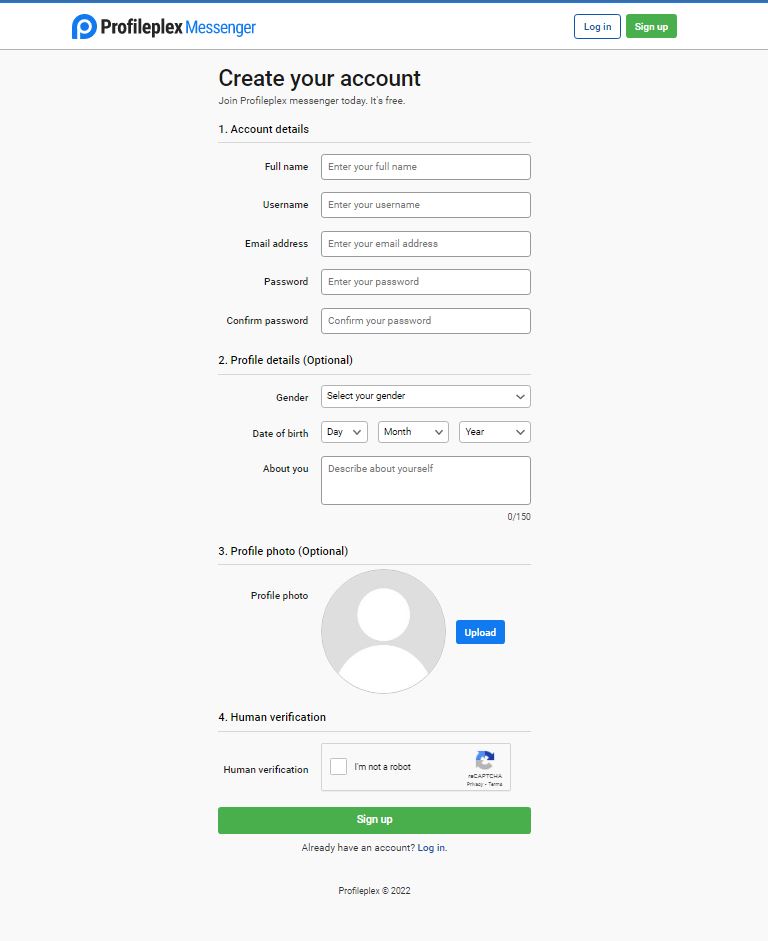 Profileplex Messenger
Log in
Sign up
Create your account
Join Profileplex messenger today. It's free.
1. Account details
Full name
Enter your full name
Username
Enter your username
Email address
Enter your email address
Password
Enter your password
Confirm password
Confirm your password
2. Profile details (Optional)
Gender
Select your gender
Date of birth
Day
Month
Year
About you
Describe about yourself
0/150
3. Profile photo (Optional)
Profile photo
Upload
4. Human verification
Human verification
I'm not a robot
reCAPTCHA
Privacy - Terms
Sign up
Already have an account? Log in.
Profileplex © 2022